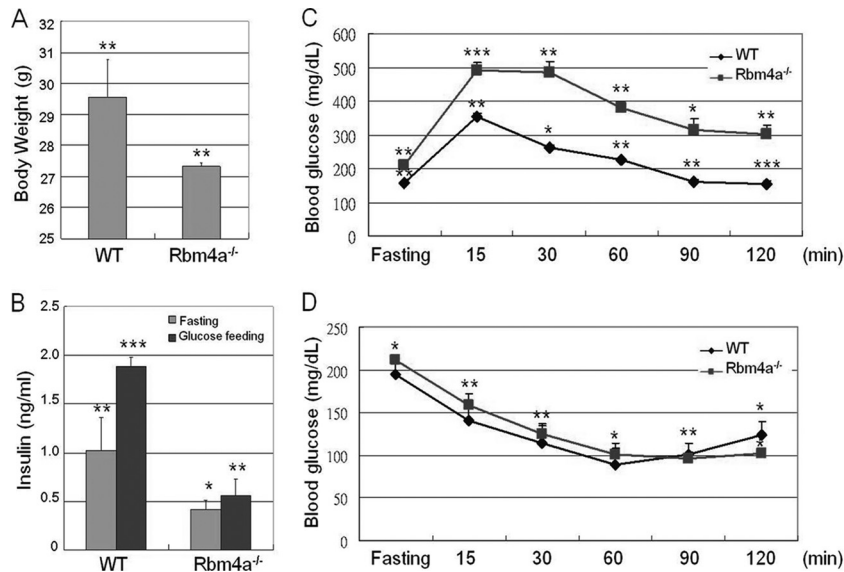 A
Body Weight (g)
32
31
30
29
28
27
26
25
**
**
WT
Rbm4a-/-
B
Insulin (ng/ml)
2.5
2.0
1.5
1.0
0.5
0
Fasting
Glucose feeding
**
***
*
**
WT
Rbm4a-/-
C
Blood glucose (mg/dL)
600
500
400
300
200
100
0
WT
Rbm4a-/-
***
**
**
*
**
**
**
**
*
**
**
***
Fasting 15 30 60 90 120 (min)
D
Blood glucose (mg/dL)
250
200
150
100
50
0
WT
Rbm4a-/-
*
**
**
*
**
*
*
Fasting 15 30 60 90 120 (min)